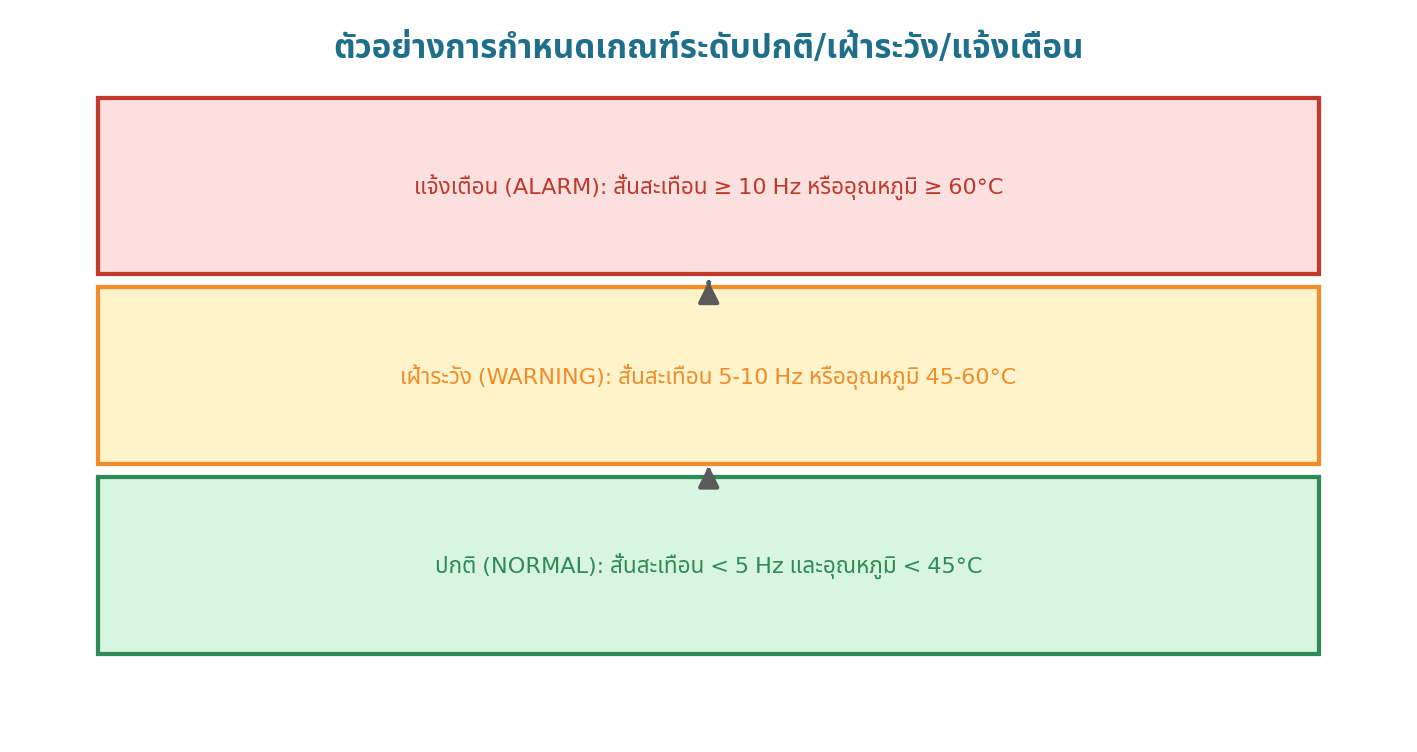 ตัวอย่างการกำหนดเกณฑ์ระดับปกติ/เฝ้าระวัง/แจ้งเตือน
แจ้งเตือน (ALARM): สั่นสะเทือน ≥ 10 Hz หรืออุณหภูมิ ≥ 60°C
เฝ้าระวัง (WARNING): สั่นสะเทือน 5-10 Hz หรืออุณหภูมิ 45-60°C
ปกติ (NORMAL): สั่นสะเทือน < 5 Hz และอุณหภูมิ < 45°C